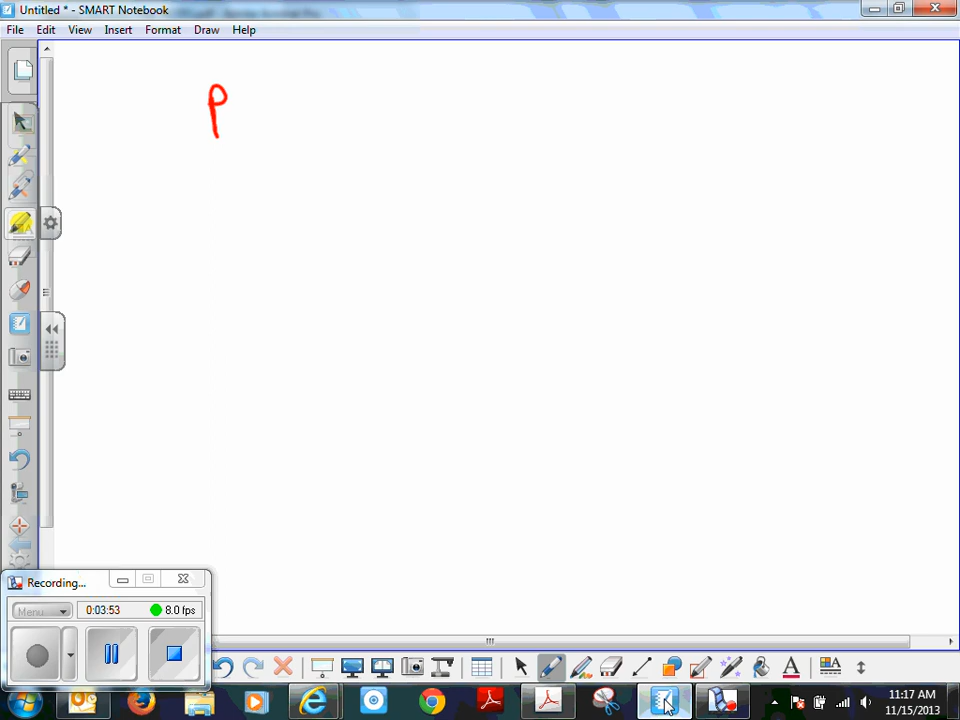 Untitled * - SMART Notebook
File Edit View Insert Format Draw Help
P
Recording...
Menu 0:03:53 8.0 fps
11:17 AM
11/15/2013